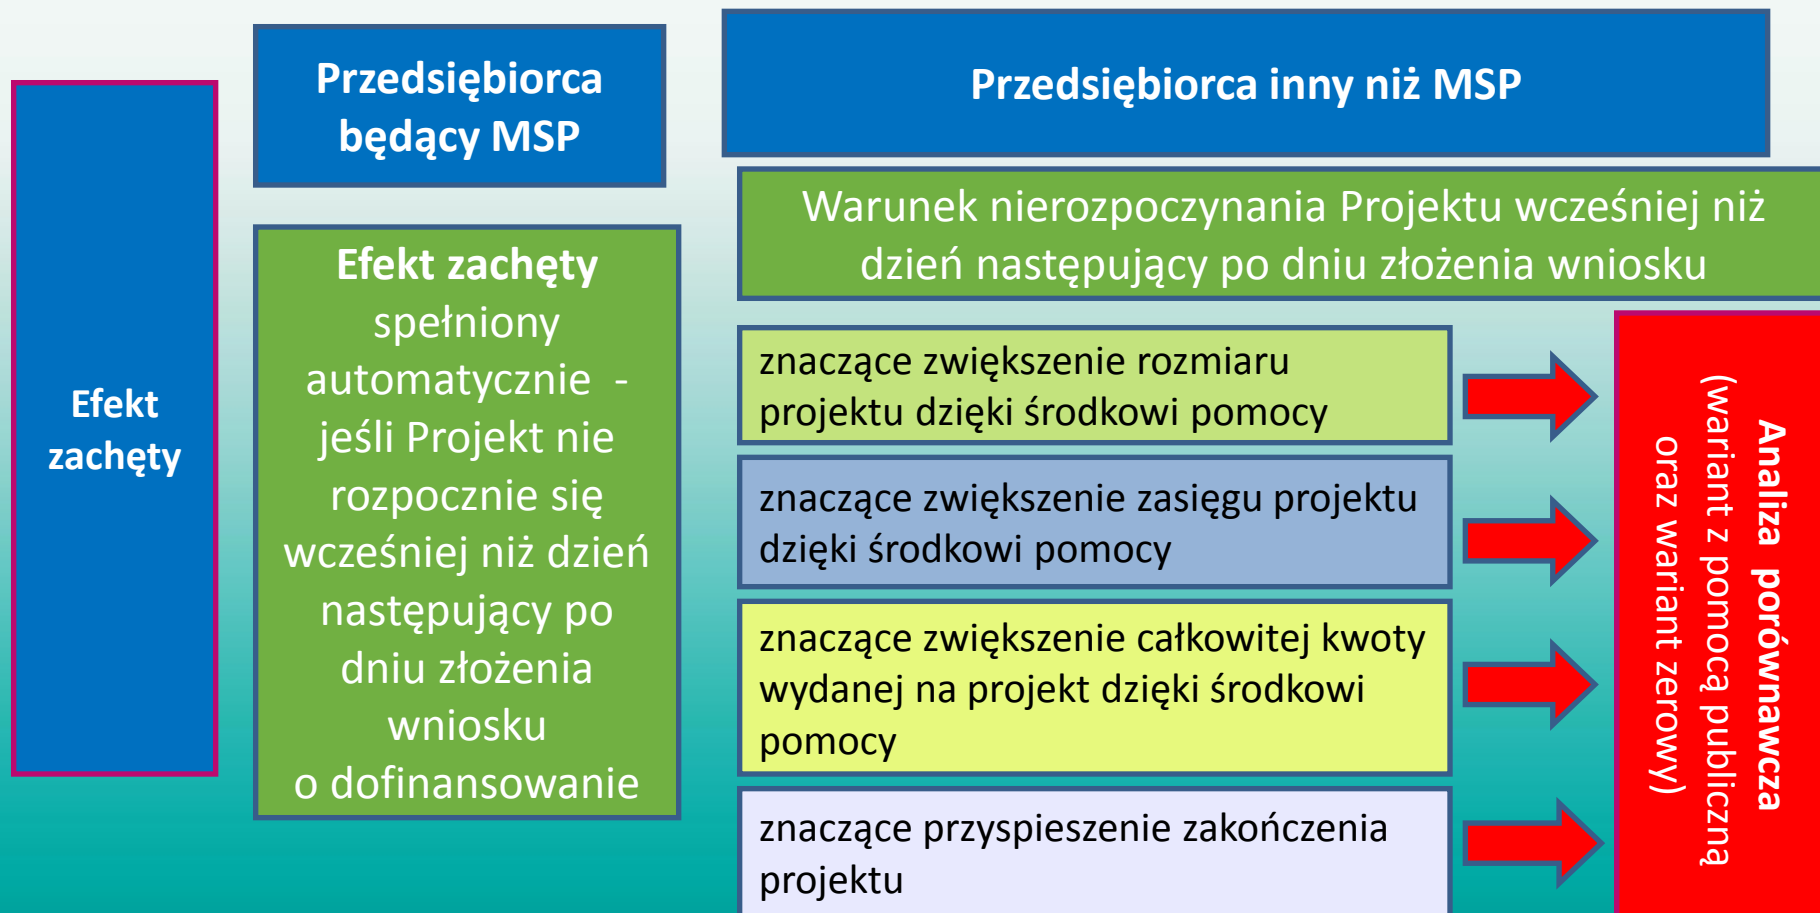 Efekt
zachęty
Przedsiębiorca
będący MSP
Efekt zachęty
spełniony
automatycznie -
jeśli Projekt nie
rozpocznie się
wcześniej niż dzień
następujący po
dniu złożenia
wniosku
o dofinansowanie
Przedsiębiorca inny niż MSP
Warunek nierozpoczynania Projektu wcześniej niż
dzień następujący po dniu złożenia wniosku
znaczące zwiększenie rozmiaru
projektu dzięki środkowi pomocy
znaczące zwiększenie zasięgu projektu
dzięki środkowi pomocy
znaczące zwiększenie całkowitej kwoty
wydanej na projekt dzięki środkowi
pomocy
znaczące przyspieszenie zakończenia
projektu
Analiza porównawcza
(wariant z pomocą publiczną
oraz wariant zerowy)